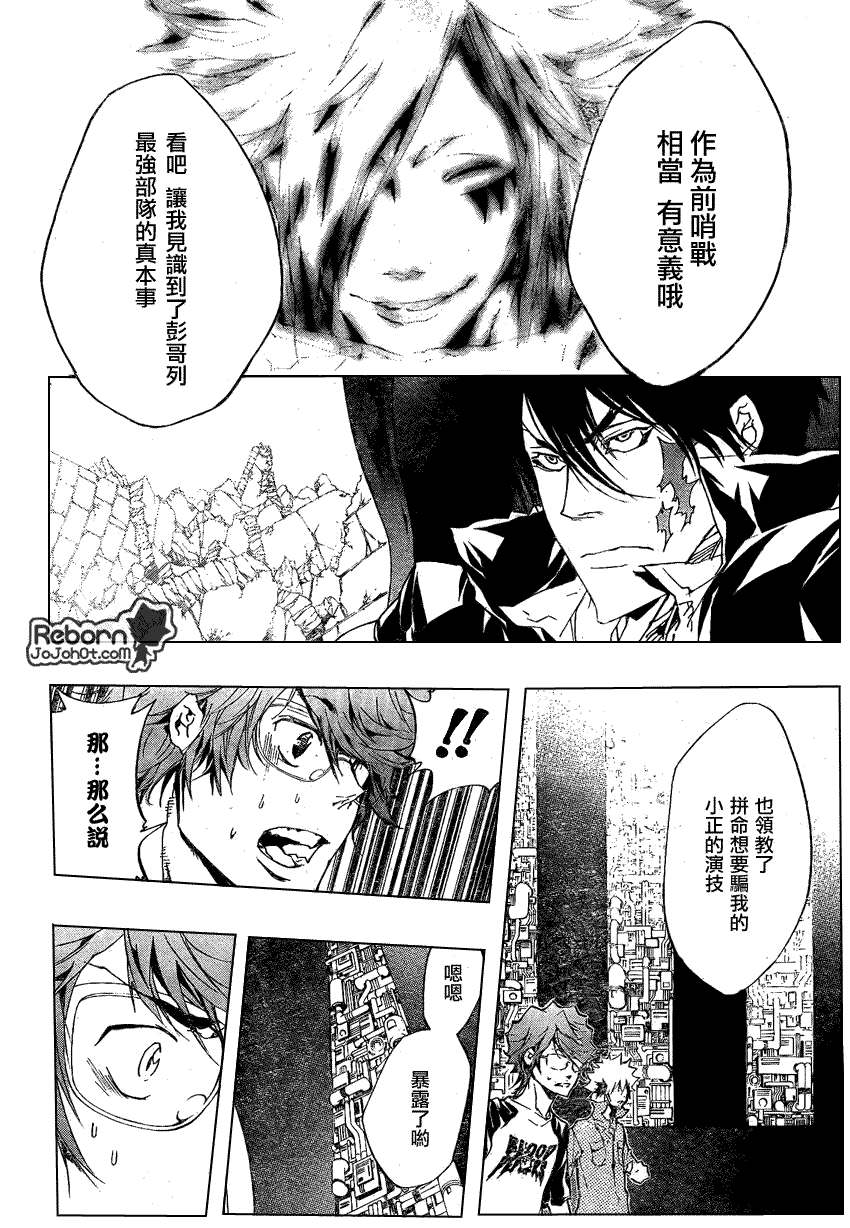 作為前哨戰
相當 有意義哦
看吧 讓我見識到了彭哥列
最強部隊的真本事
Reborn
JoJohOt.com
也領教了
拼命想要騙我的
小正的演技
!!
那…那么說
嗯嗯
暴露了喲